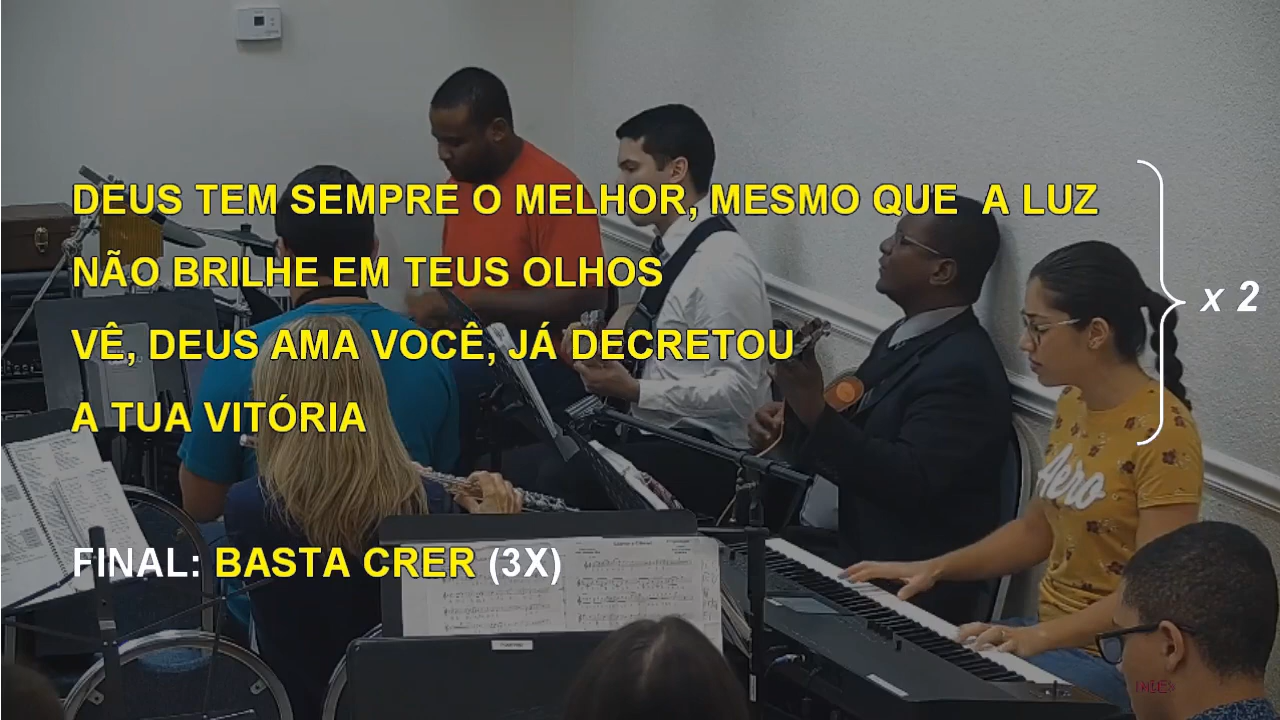 DEUS TEM SEMPRE O MELHOR, MESMO QUE A LUZ
NÃO BRILHE EM TEUS OLHOS
VÊ, DEUS AMA VOCÊ, JÁ DECRETOU
A TUA VITÓRIA
x 2
FINAL: BASTA CRER (3X)
Aero